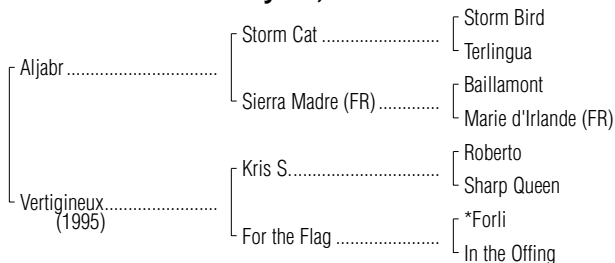 Storm Bird
Storm Cat ........................
Terlingua
Aljabr ................................
Baillamont
Sierra Madre (FR) .............
Marie d'Irlande (FR)
Roberto
Kris S. ................................
Sharp Queen
Vertigineux ........................
(1995)
*Forli
For the Flag ......................
In the Offing